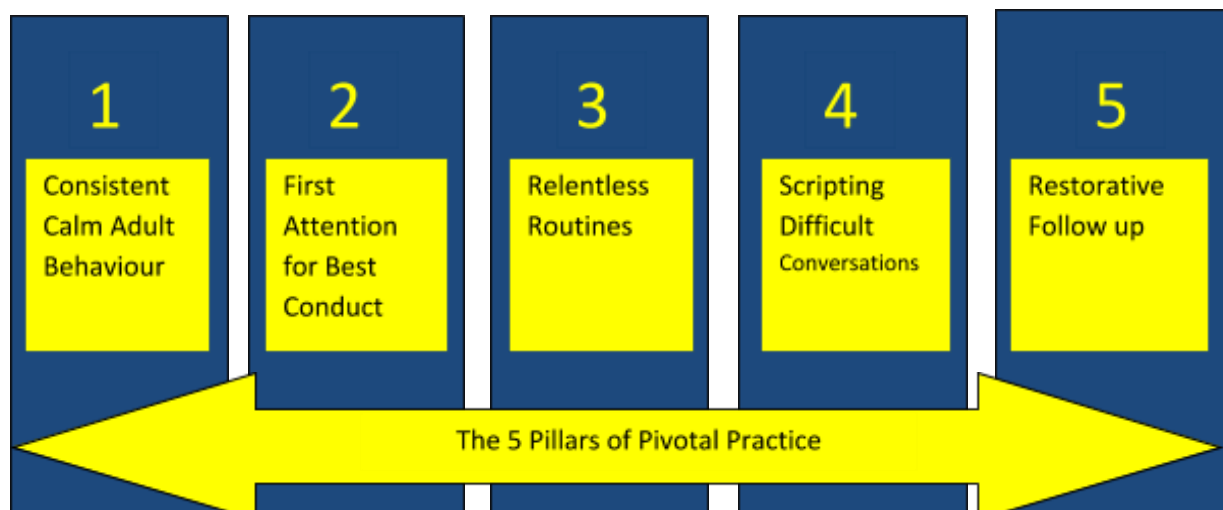 1
Consistent
Calm Adult
Behaviour
2
First
Attention
for Best
Conduct
3
Relentless
Routines
4
Scripting
Difficult
Conversations
5
Restorative
Follow up
The 5 Pillars of Pivotal Practice